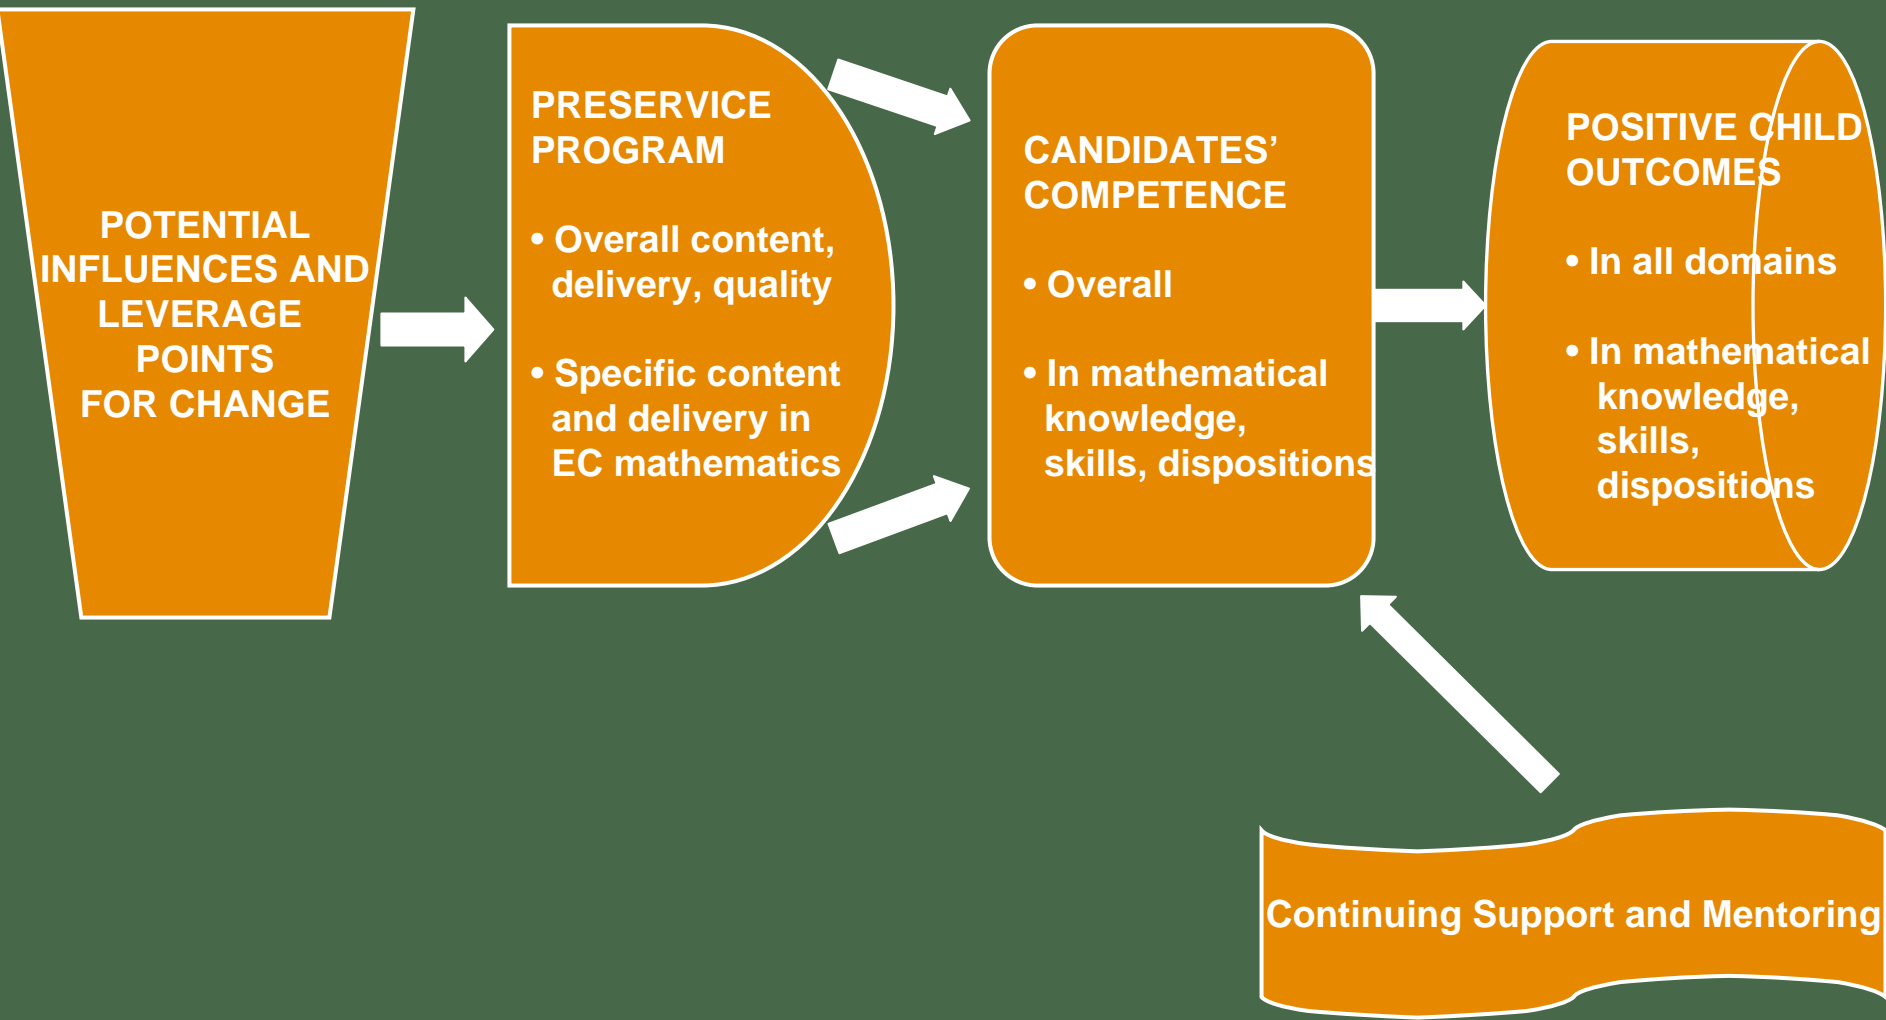 POTENTIAL
INFLUENCES AND
LEVERAGE
POINTS
FOR CHANGE
PRESERVICE
PROGRAM
• Overall content,
delivery, quality
• Specific content
and delivery in
EC mathematics
CANDIDATES’
COMPETENCE
• Overall
• In mathematical
knowledge,
skills, dispositions
POSITIVE CHILD
OUTCOMES
• In all domains
• In mathematical
knowledge,
skills,
dispositions
Continuing Support and Mentoring